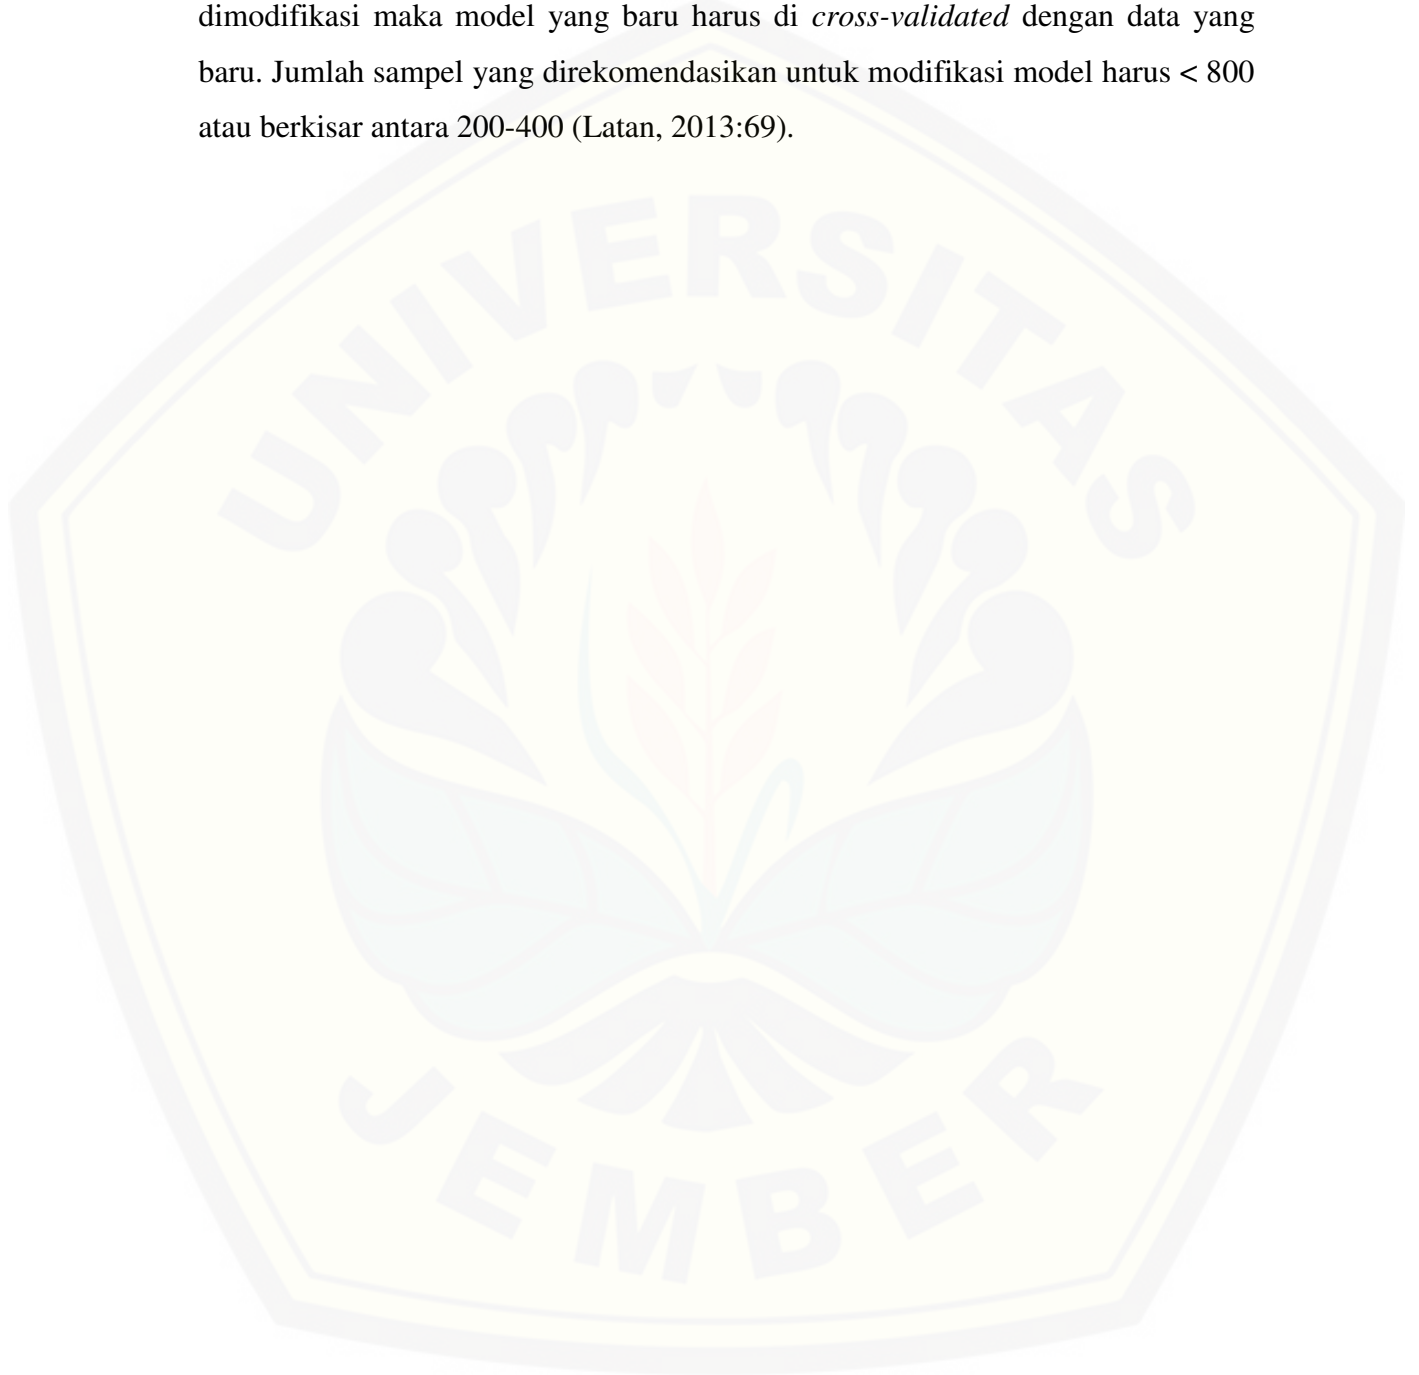 dimodifikasi maka model yang baru harus di cross-validated dengan data yang
baru. Jumlah sampel yang direkomendasikan untuk modifikasi model harus < 800
atau berkisar antara 200-400 (Latan, 2013:69).
UNIVERSITAS
JEMBER